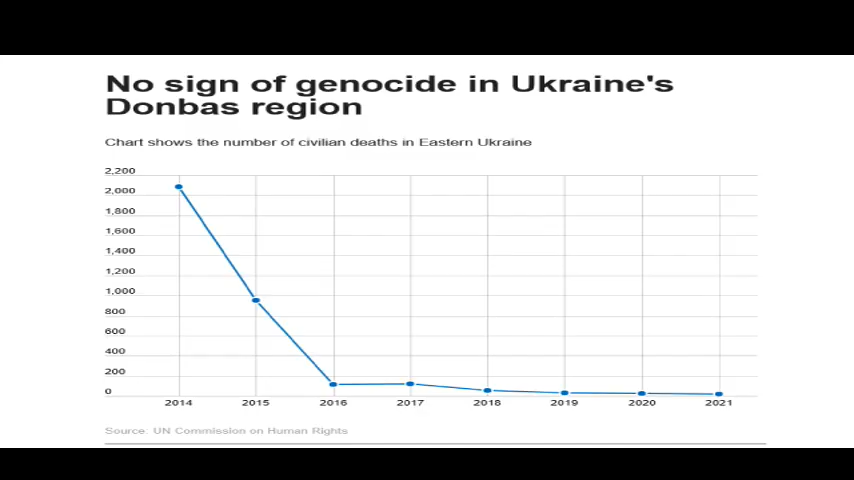 No sign of genocide in Ukraine's
Donbas region
Chart shows the number of civilian deaths in Eastern Ukraine
2,200
2,000
1,800
1,600
1,400
1,200
1,000
800
600
400
200
0
2014 2015 2016 2017 2018 2019 2020 2021
Source: UN Commission on Human Rights